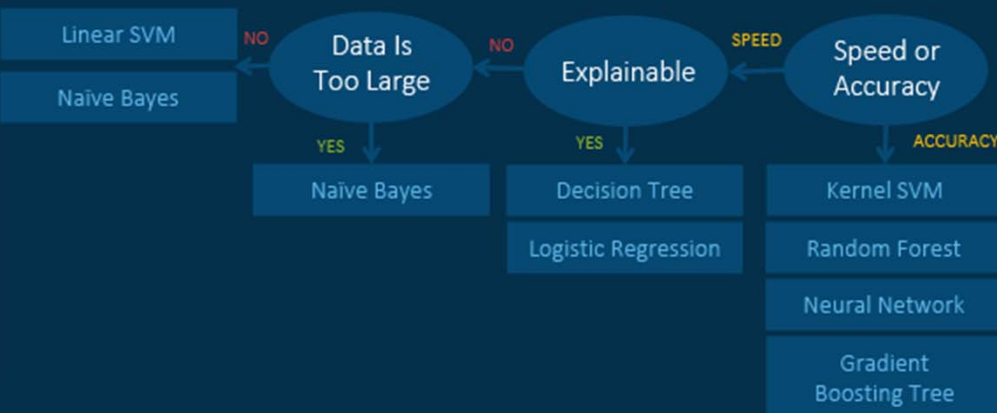 Linear SVM
Naïve Bayes
NO
Data Is
Too Large
NO
Explainable
SPEED
Speed or
Accuracy
YES
YES
ACCURACY
Naïve Bayes
Decision Tree
Logistic Regression
Kernel SVM
Random Forest
Neural Network
Gradient
Boosting Tree